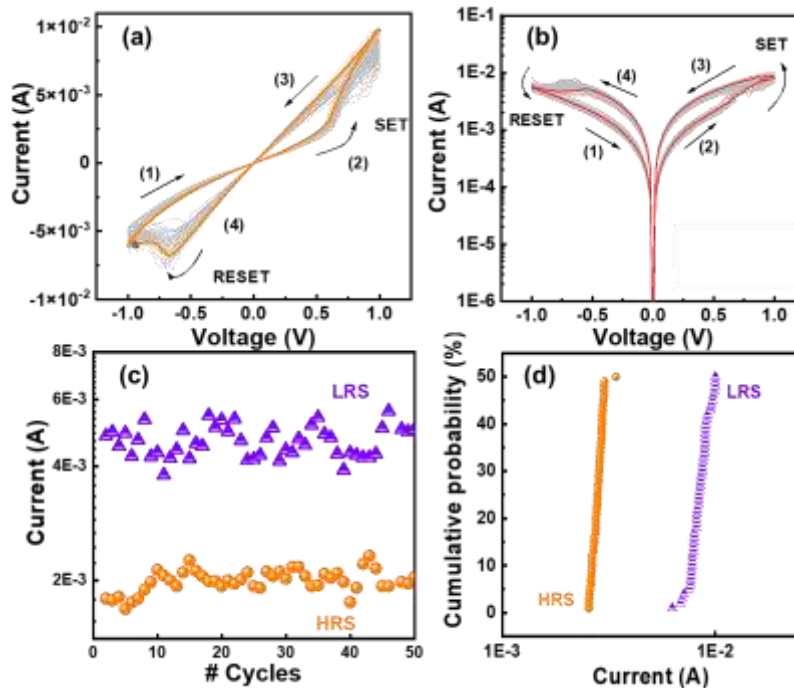 (a)
Current (A)
1×10⁻²
5×10⁻³
0
-5×10⁻³
-1×10⁻²
(3)
SET
(2)
(1)
(4)
RESET
-1.0 -0.5 0.0 0.5 1.0
Voltage (V)
(b)
Current (A)
1E-1
1E-2
1E-3
1E-4
1E-5
1E-6
SET
(4)
(3)
RESET
(1)
(2)
-1.0 -0.5 0.0 0.5 1.0
Voltage (V)
(c)
Current (A)
8E-3
6E-3
4E-3
2E-3
LRS
HRS
0 10 20 30 40 50
# Cycles
(d)
Cumulative probability (%)
50
40
30
20
10
0
LRS
HRS
1E-3 1E-2
Current (A)